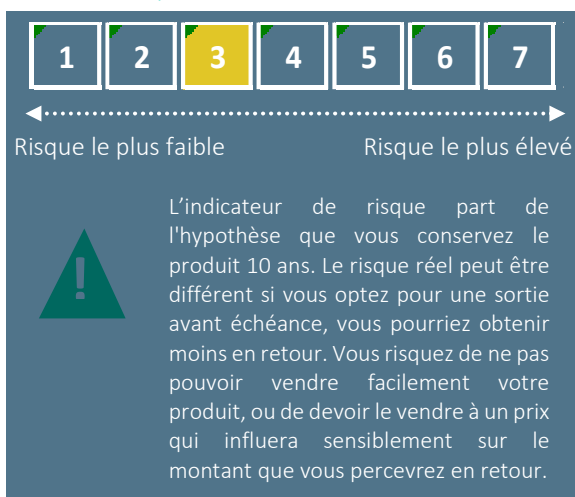 1 2 3 4 5 6 7
Risque le plus faible Risque le plus élevé
L’indicateur de risque part de
l'hypothèse que vous conservez le
produit 10 ans. Le risque réel peut être
différent si vous optez pour une sortie
avant échéance, vous pourriez obtenir
moins en retour. Vous risquez de ne pas
pouvoir vendre facilement votre
produit, ou de devoir le vendre à un prix
qui influera sensiblement sur le
montant que vous percevrez en retour.
!